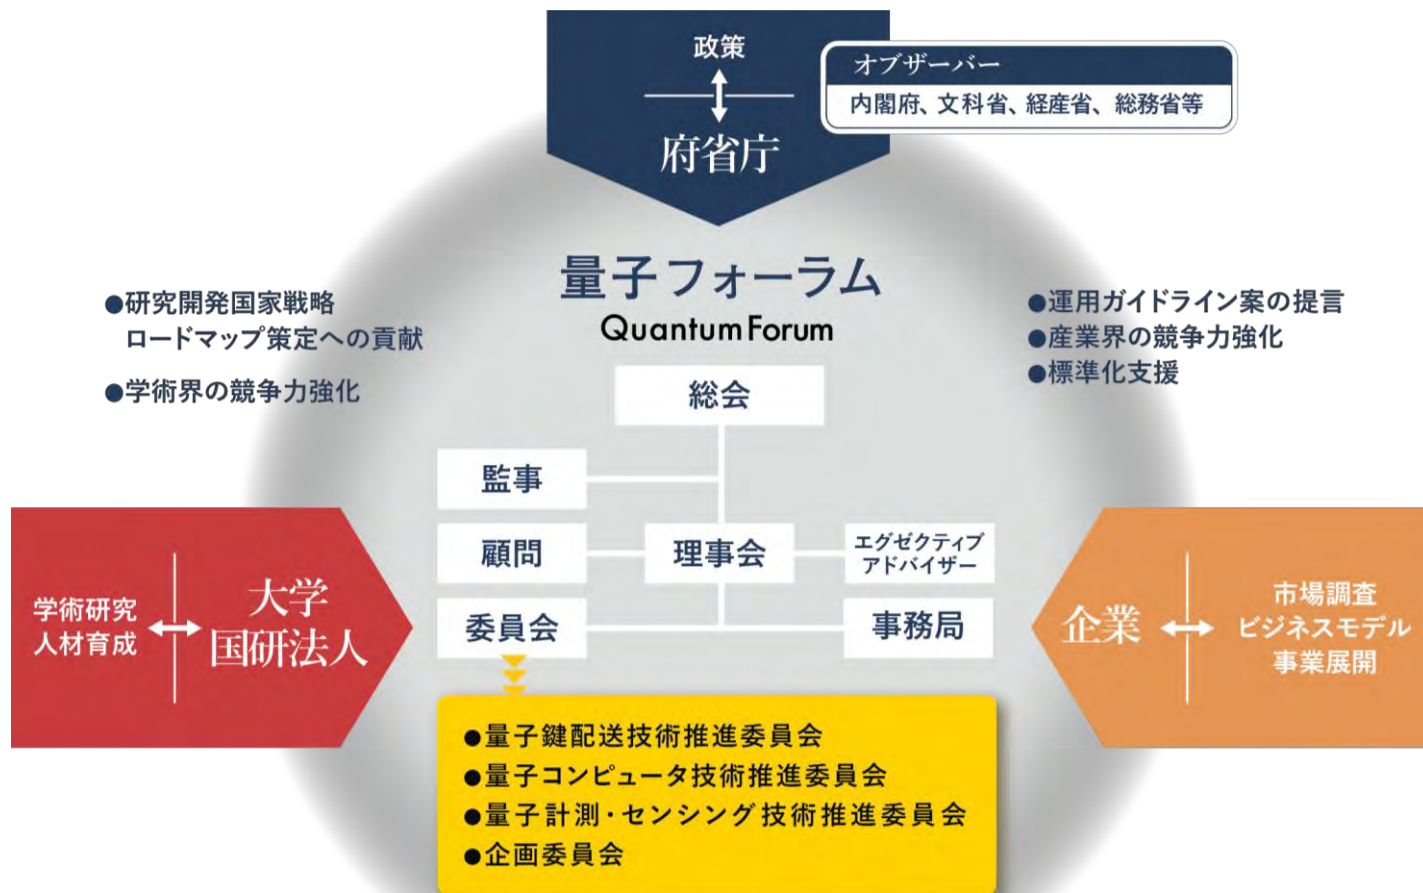 政策
府省庁
オブザーバー
内閣府、文科省、経産省、総務省等
量子フォーラム
Quantum Forum
●研究開発国家戦略
ロードマップ策定への貢献
●学術界の競争力強化
●運用ガイドライン案の提言
●産業界の競争力強化
●標準化支援
総会
監事
顧問
理事会
エグゼクティブ
アドバイザー
委員会
事務局
学術研究
人材育成
大学
国研法人
企業
市場調査
ビジネスモデル
事業展開
●量子鍵配送技術推進委員会
●量子コンピュータ技術推進委員会
●量子計測・センシング技術推進委員会
●企画委員会